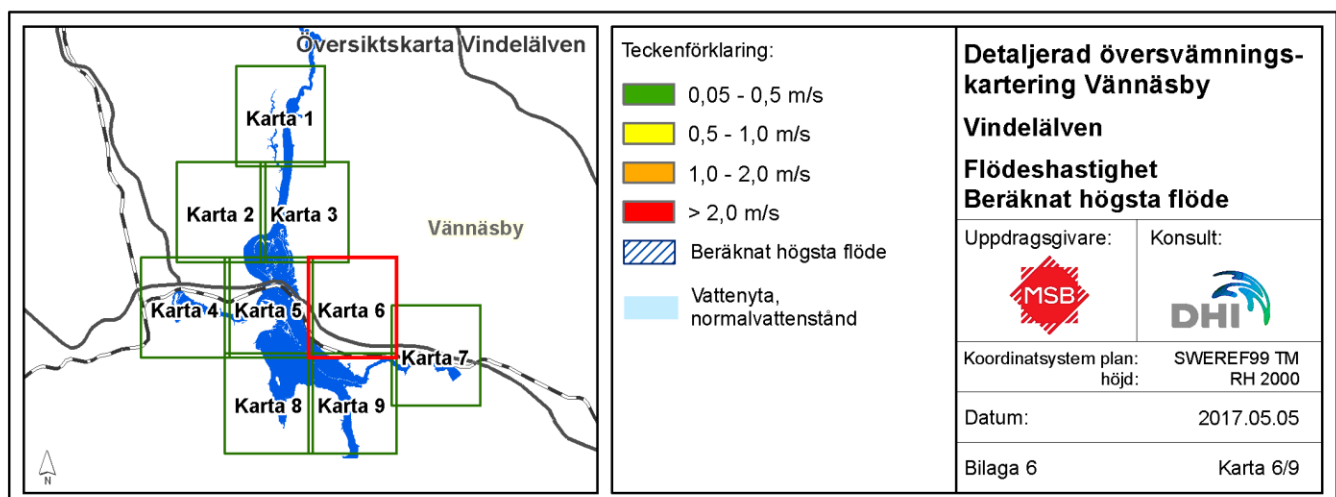 Översiktskarta Vindelälven
Karta 1
Karta 2
Karta 3
Vännäsby
Karta 4
Karta 5
Karta 6
Karta 7
Karta 8
Karta 9
N
Teckenförklaring:
0,05 - 0,5 m/s
0,5 - 1,0 m/s
1,0 - 2,0 m/s
> 2,0 m/s
Beräknat högsta flöde
Vattenyta,
normalvattenstånd
Detaljerad översvämnings-
kartering Vännäsby
Vindelälven
Flödeshastighet
Beräknat högsta flöde
Uppdragsgivare:
MSB
Konsult:
DHI
Koordinatsystem plan: SWEREF99 TM
höjd: RH 2000
Datum: 2017.05.05
Bilaga 6 Karta 6/9